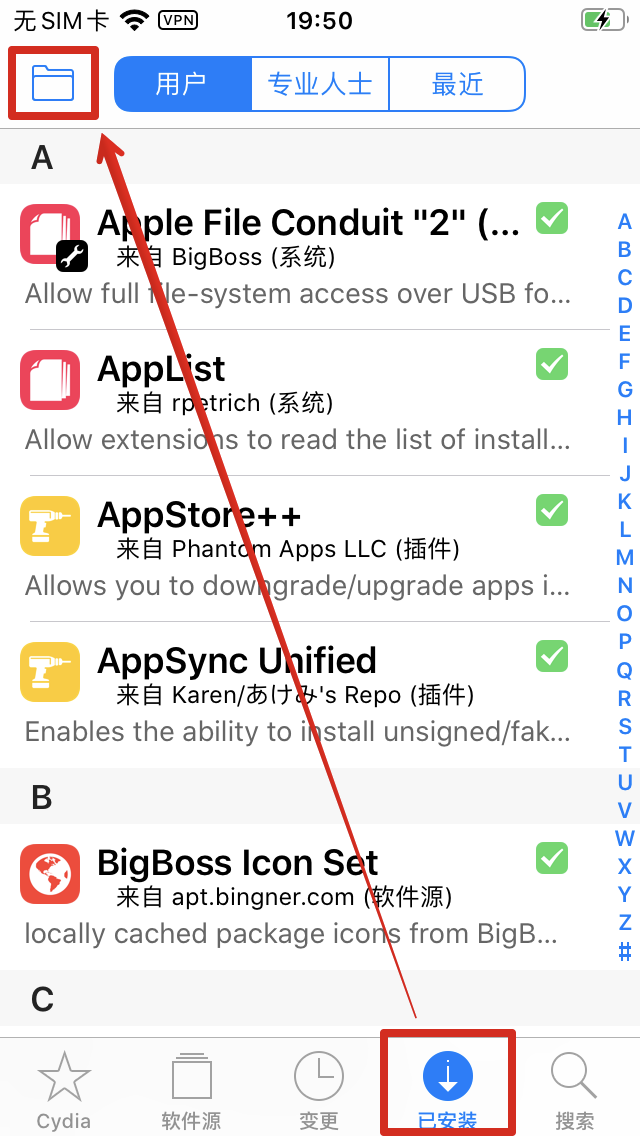 无SIM卡 VPN 19:50
用户 专业人士 最近
A
Apple File Conduit "2" (...
来自 BigBoss (系统)
Allow full file-system access over USB fo...
AppList
来自 rpetrich (系统)
Allow extensions to read the list of install...
AppStore++
来自 Phantom Apps LLC (插件)
Allows you to downgrade/upgrade apps i...
AppSync Unified
来自 Karen/あけみ's Repo (插件)
Enables the ability to install unsigned/fak...
B
BigBoss Icon Set
来自 apt.bingner.com (软件源)
locally cached package icons from BigB...
C
A
B
C
D
E
F
G
H
I
J
K
L
M
N
O
P
Q
R
S
T
U
V
W
X
Y
Z
#
Cydia 软件源 变更 已安装 搜索